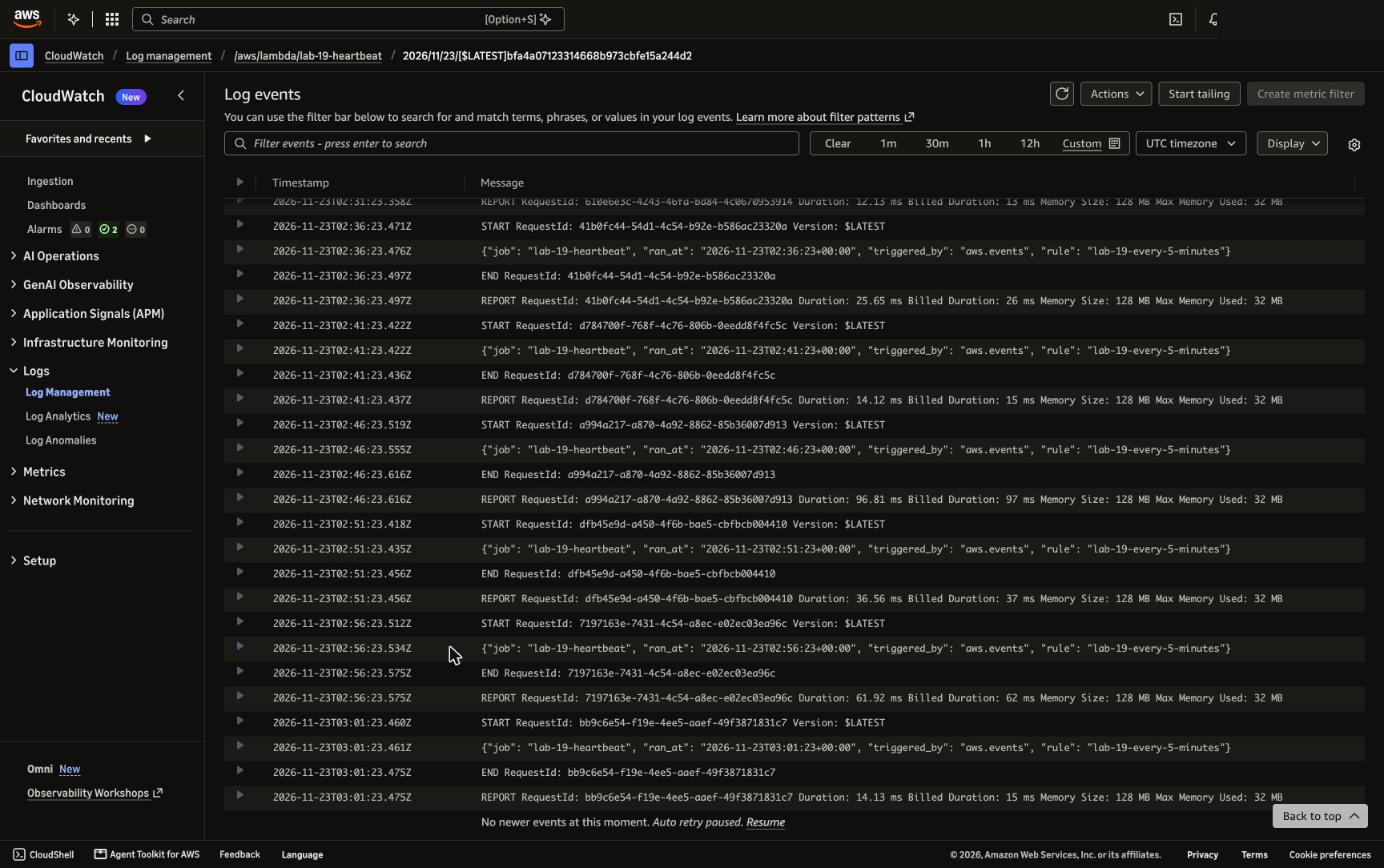 aws
Search [Option+S]
CloudWatch / Log management / /aws/lambda/lab-19-heartbeat / 2026/11/23/[$LATEST]bfa4a07123314668b973cbfe15a244d2
CloudWatch New
Favorites and recents
Ingestion
Dashboards
Alarms 0 2 0
AI Operations
GenAI Observability
Application Signals (APM)
Infrastructure Monitoring
Logs
Log Management
Log Analytics New
Log Anomalies
Metrics
Network Monitoring
Setup
Omni New
Observability Workshops
Log events
Actions Start tailing Create metric filter
You can use the filter bar below to search for and match terms, phrases, or values in your log events. Learn more about filter patterns
Filter events - press enter to search
Clear 1m 30m 1h 12h Custom UTC timezone Display
Timestamp Message
2026-11-23T02:31:23.358Z REPORT RequestId: 610e6e3c-4243-46fa-bd84-4c0670953914 Duration: 12.13 ms Billed Duration: 13 ms Memory Size: 128 MB Max Memory Used: 32 MB
2026-11-23T02:36:23.471Z START RequestId: 41b0fc44-54d1-4c54-b92e-b586ac23320a Version: $LATEST
2026-11-23T02:36:23.476Z {"job": "lab-19-heartbeat", "ran_at": "2026-11-23T02:36:23+00:00", "triggered_by": "aws.events", "rule": "lab-19-every-5-minutes"}
2026-11-23T02:36:23.497Z END RequestId: 41b0fc44-54d1-4c54-b92e-b586ac23320a
2026-11-23T02:36:23.497Z REPORT RequestId: 41b0fc44-54d1-4c54-b92e-b586ac23320a Duration: 25.65 ms Billed Duration: 26 ms Memory Size: 128 MB Max Memory Used: 32 MB
2026-11-23T02:41:23.422Z START RequestId: d784700f-768f-4c76-806b-0eedd8f4fc5c Version: $LATEST
2026-11-23T02:41:23.422Z {"job": "lab-19-heartbeat", "ran_at": "2026-11-23T02:41:23+00:00", "triggered_by": "aws.events", "rule": "lab-19-every-5-minutes"}
2026-11-23T02:41:23.436Z END RequestId: d784700f-768f-4c76-806b-0eedd8f4fc5c
2026-11-23T02:41:23.437Z REPORT RequestId: d784700f-768f-4c76-806b-0eedd8f4fc5c Duration: 14.12 ms Billed Duration: 15 ms Memory Size: 128 MB Max Memory Used: 32 MB
2026-11-23T02:46:23.519Z START RequestId: a994a217-a870-4a92-8862-85b36007d913 Version: $LATEST
2026-11-23T02:46:23.555Z {"job": "lab-19-heartbeat", "ran_at": "2026-11-23T02:46:23+00:00", "triggered_by": "aws.events", "rule": "lab-19-every-5-minutes"}
2026-11-23T02:46:23.616Z END RequestId: a994a217-a870-4a92-8862-85b36007d913
2026-11-23T02:46:23.616Z REPORT RequestId: a994a217-a870-4a92-8862-85b36007d913 Duration: 96.81 ms Billed Duration: 97 ms Memory Size: 128 MB Max Memory Used: 32 MB
2026-11-23T02:51:23.418Z START RequestId: dfb45e9d-a450-4f6b-bae5-cbfbcb004410 Version: $LATEST
2026-11-23T02:51:23.435Z {"job": "lab-19-heartbeat", "ran_at": "2026-11-23T02:51:23+00:00", "triggered_by": "aws.events", "rule": "lab-19-every-5-minutes"}
2026-11-23T02:51:23.456Z END RequestId: dfb45e9d-a450-4f6b-bae5-cbfbcb004410
2026-11-23T02:51:23.456Z REPORT RequestId: dfb45e9d-a450-4f6b-bae5-cbfbcb004410 Duration: 36.56 ms Billed Duration: 37 ms Memory Size: 128 MB Max Memory Used: 32 MB
2026-11-23T02:56:23.512Z START RequestId: 7197163e-7431-4c54-a8ec-e02ec03ea96c Version: $LATEST
2026-11-23T02:56:23.534Z {"job": "lab-19-heartbeat", "ran_at": "2026-11-23T02:56:23+00:00", "triggered_by": "aws.events", "rule": "lab-19-every-5-minutes"}
2026-11-23T02:56:23.575Z END RequestId: 7197163e-7431-4c54-a8ec-e02ec03ea96c
2026-11-23T02:56:23.575Z REPORT RequestId: 7197163e-7431-4c54-a8ec-e02ec03ea96c Duration: 61.92 ms Billed Duration: 62 ms Memory Size: 128 MB Max Memory Used: 32 MB
2026-11-23T03:01:23.460Z START RequestId: bb9c6e54-f19e-4ee5-aaef-49f3871831c7 Version: $LATEST
2026-11-23T03:01:23.461Z {"job": "lab-19-heartbeat", "ran_at": "2026-11-23T03:01:23+00:00", "triggered_by": "aws.events", "rule": "lab-19-every-5-minutes"}
2026-11-23T03:01:23.475Z END RequestId: bb9c6e54-f19e-4ee5-aaef-49f3871831c7
2026-11-23T03:01:23.475Z REPORT RequestId: bb9c6e54-f19e-4ee5-aaef-49f3871831c7 Duration: 14.13 ms Billed Duration: 15 ms Memory Size: 128 MB Max Memory Used: 32 MB
No newer events at this moment. Auto retry paused. Resume
Back to top
CloudShell Agent Toolkit for AWS Feedback Language © 2026, Amazon Web Services, Inc. or its affiliates. Privacy Terms Cookie preferences